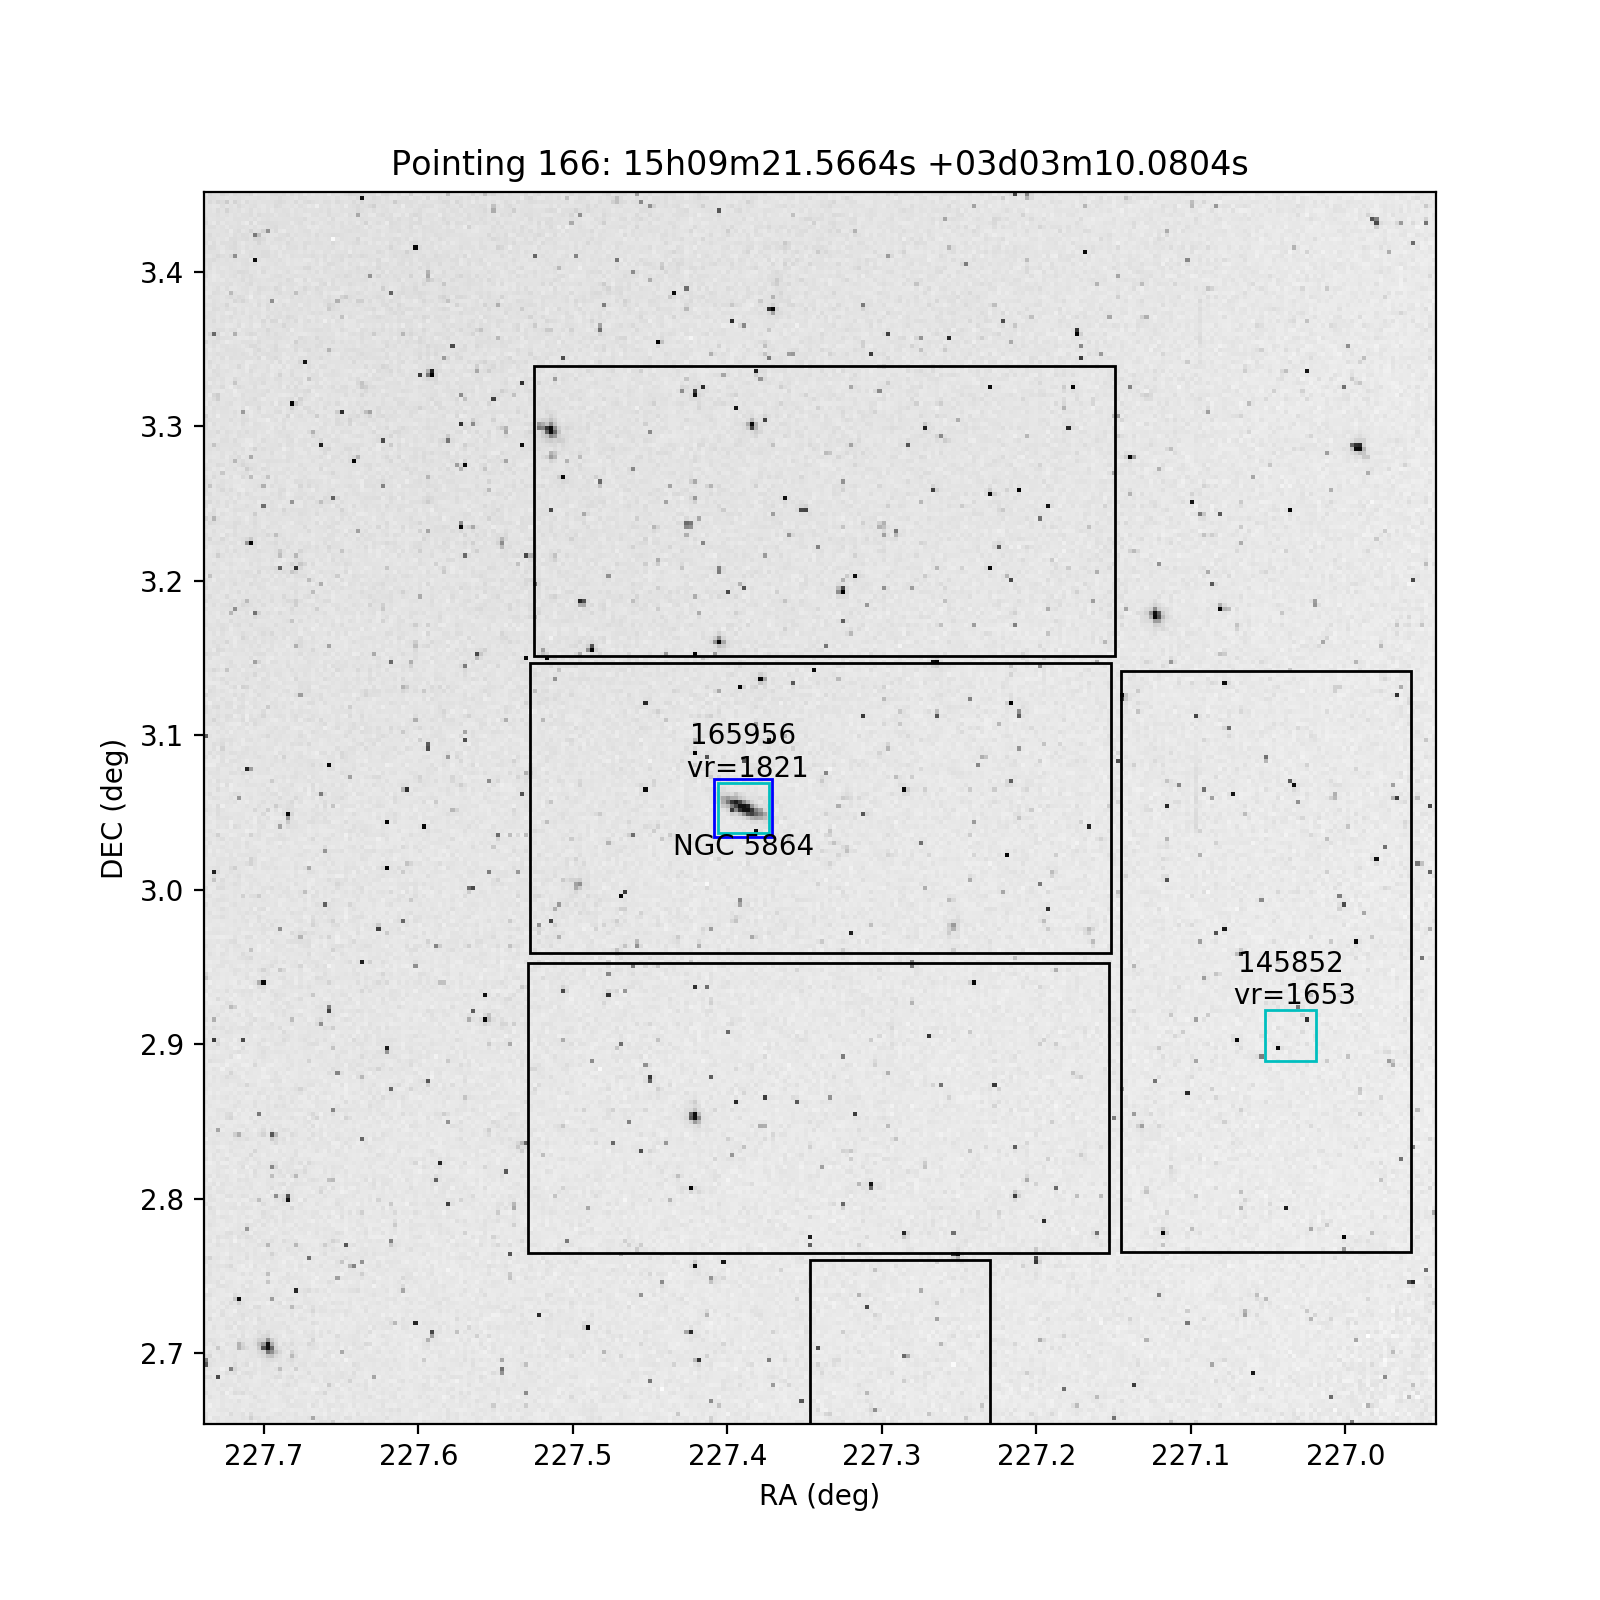 Pointing 166: 15h09m21.5664s +03d03m10.0804s
3.4
3.3
3.2
3.1
3.0
2.9
2.8
2.7
DEC (deg)
165956
vr=1821
NGC 5864
145852
vr=1653
227.7 227.6 227.5 227.4 227.3 227.2 227.1 227.0
RA (deg)